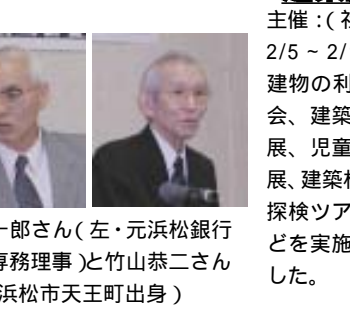 一郎さん(左・元浜松銀行
専務理事)と竹山恭二さん
浜松市天王町出身)
主催:(社
2/5 ~ 2/
建物の利
会、建築
展、児童
展、建築模
探検ツア
どを実施
した。